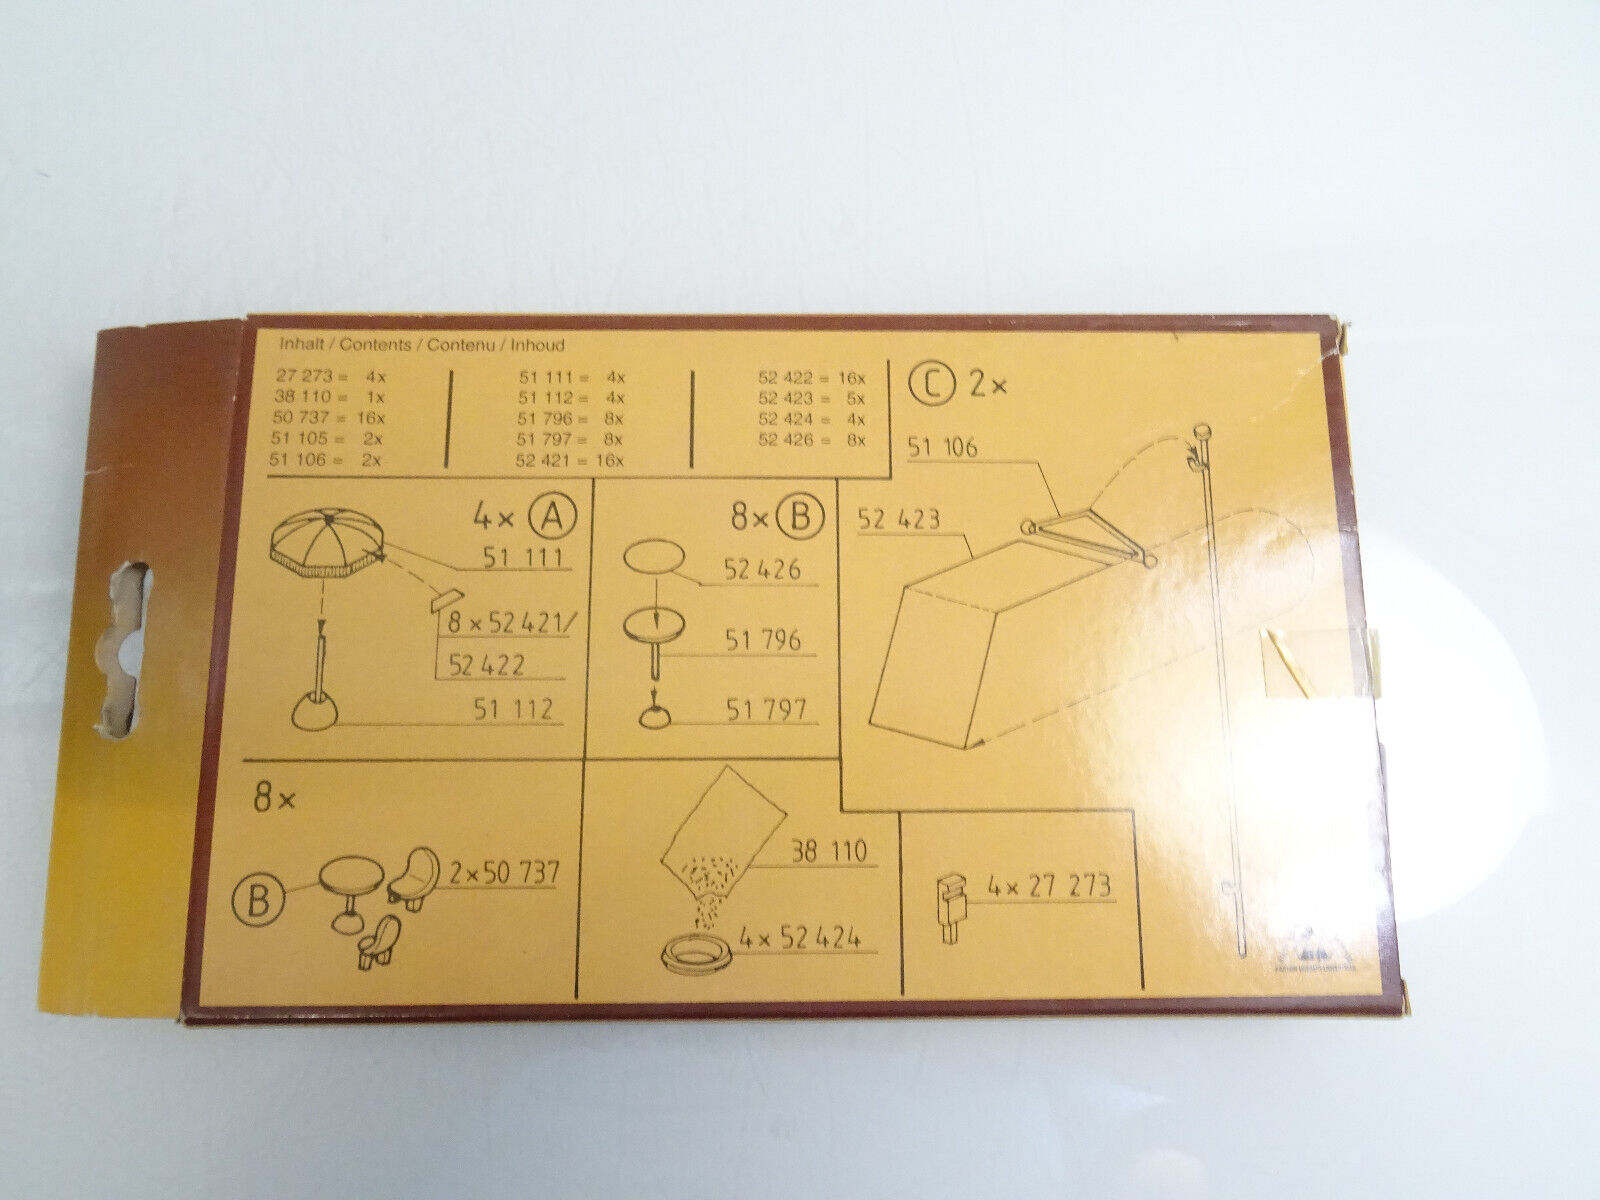 Inhalt / Contents / Contenu / Inhoud
27 273 = 4x
38 110 = 1x
50 737 = 16x
51 105 = 2x
51 106 = 2x
51 111 = 4x
51 112 = 4x
51 796 = 8x
51 797 = 8x
52 421 = 16x
52 422 = 16x
52 423 = 5x
52 424 = 4x
52 426 = 8x
C 2x
51 106
52 423
4x A
51 111
8 x 52 421/
52 422
51 112
8x B
52 426
51 796
51 797
8x
B
2x50 737
38 110
4x 52 424
4x 27 273